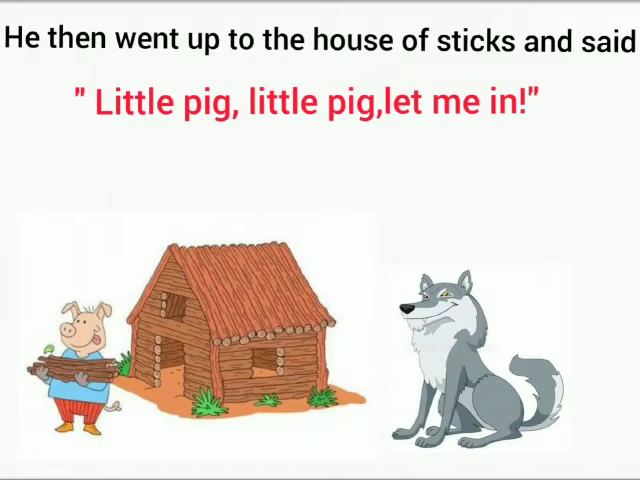 He then went up to the house of sticks and said
" Little pig, little pig,let me in!"